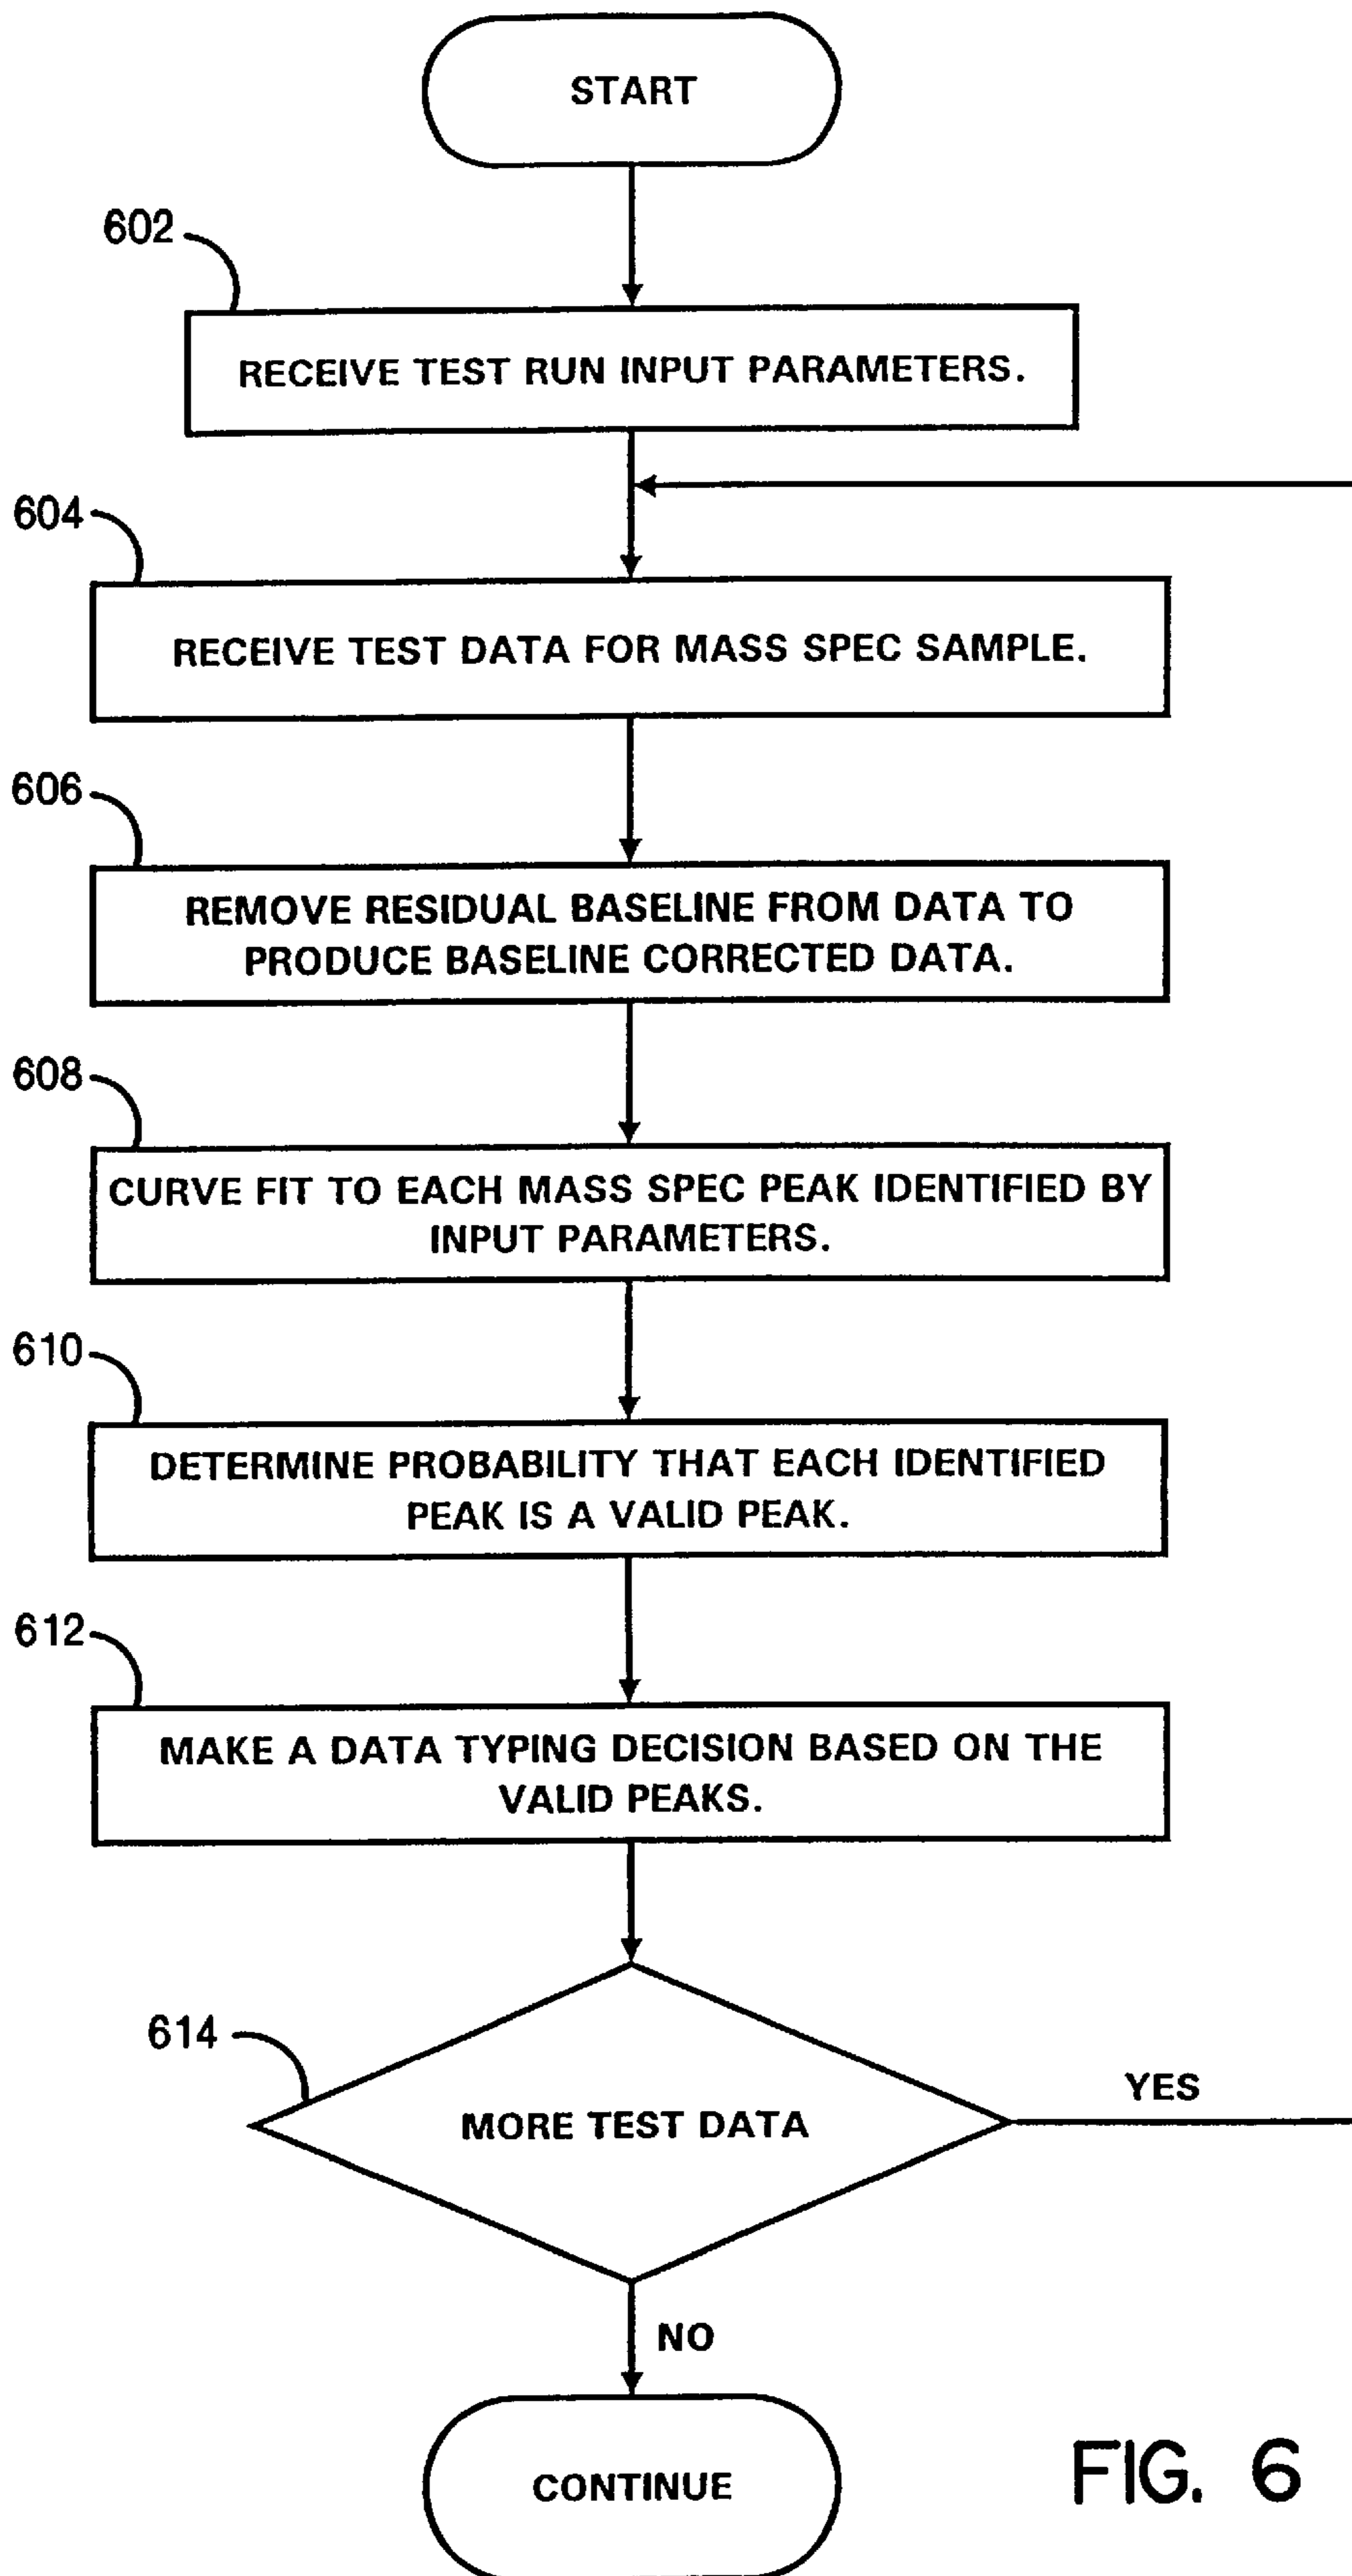 START
602
RECEIVE TEST RUN INPUT PARAMETERS.
604
RECEIVE TEST DATA FOR MASS SPEC SAMPLE.
606
REMOVE RESIDUAL BASELINE FROM DATA TO
PRODUCE BASELINE CORRECTED DATA.
608
CURVE FIT TO EACH MASS SPEC PEAK IDENTIFIED BY
INPUT PARAMETERS.
610
DETERMINE PROBABILITY THAT EACH IDENTIFIED
PEAK IS A VALID PEAK.
612
MAKE A DATA TYPING DECISION BASED ON THE
VALID PEAKS.
614
MORE TEST DATA
YES
NO
CONTINUE
FIG. 6